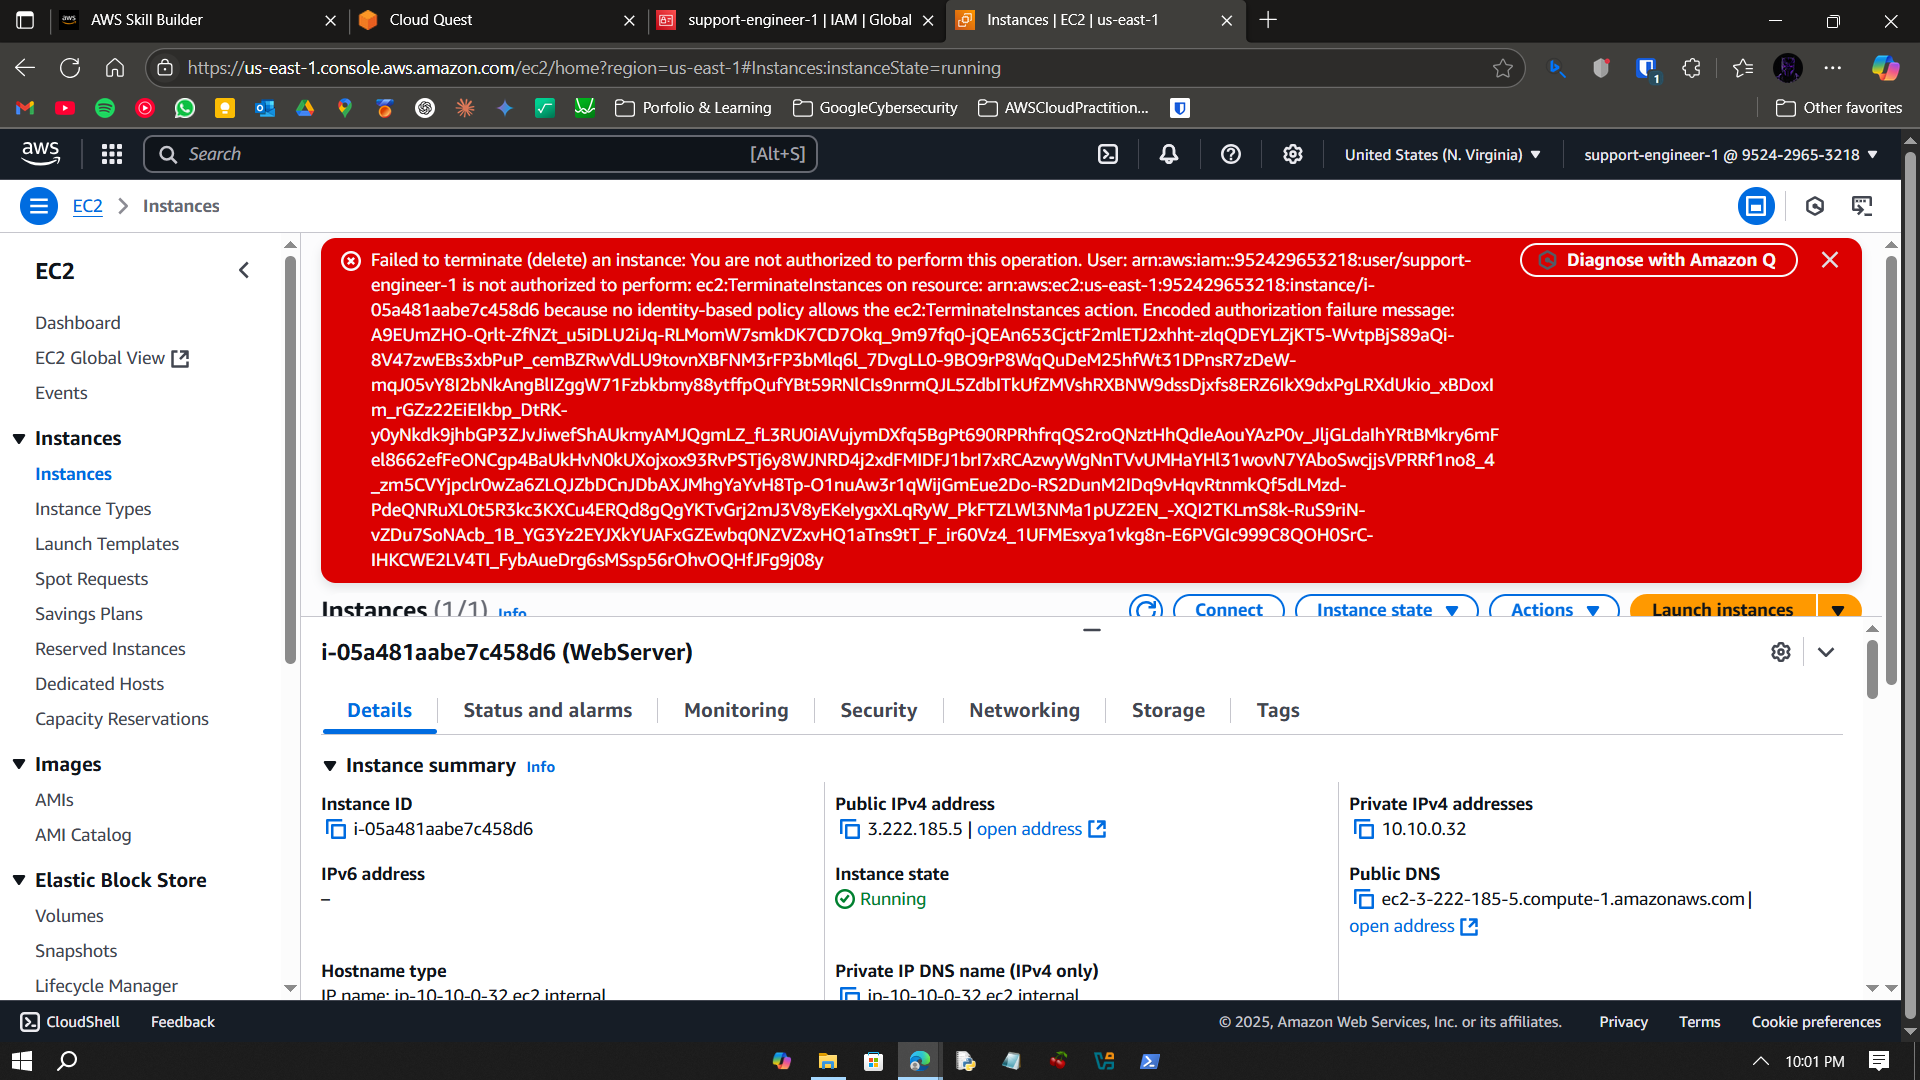 AWS Skill Builder
Cloud Quest
support-engineer-1 | IAM | Global
Instances | EC2 | us-east-1
https://us-east-1.console.aws.amazon.com/ec2/home?region=us-east-1#Instances:instanceState=running
1
Porfolio & Learning
GoogleCybersecurity
AWSCloudPractition...
Other favorites
aws
Search
[Alt+S]
United States (N. Virginia)
support-engineer-1 @ 9524-2965-3218
EC2
Instances
EC2
Dashboard
EC2 Global View
Events
Instances
Instances
Instance Types
Launch Templates
Spot Requests
Savings Plans
Reserved Instances
Dedicated Hosts
Capacity Reservations
Images
AMIs
AMI Catalog
Elastic Block Store
Volumes
Snapshots
Lifecycle Manager
Failed to terminate (delete) an instance: You are not authorized to perform this operation. User: arn:aws:iam::952429653218:user/support-
engineer-1 is not authorized to perform: ec2:TerminateInstances on resource: arn:aws:ec2:us-east-1:952429653218:instance/i-
05a481aabe7c458d6 because no identity-based policy allows the ec2:TerminateInstances action. Encoded authorization failure message:
A9EUmZHO-Qrlt-ZfNZt_u5iDLU2iJq-RLMomW7smkDK7CD7Okq_9m97fq0-jQEAn653CjctF2mlETJ2xhht-zlqQDEYLZjKT5-WvtpBjS89aQi-
8V47zwEBs3xbPuP_cemBZRwVdLU9tovnXBFNM3rFP3bMlq6l_7DvgLL0-9BO9rP8WqQuDeM25hfWt31DPnsR7zDeW-
mqJ05vY8I2bNkAngBlIZggW71Fzbkbmy88ytffpQufYBt59RNlCIs9nrmQJL5ZdbITkUfZMVshRXBNW9dssDjxfs8ERZ6IkX9dxPgLRXdUkio_xBDoxI
m_rGZz22EiEIkbp_DtRK-
y0yNkdk9jhbGP3ZJvJiwefShAUkmyAMJQgmLZ_fL3RU0iAVujymDXfq5BgPt690RPRhfrqQS2roQNztHhQdIeAouYAzP0v_JljGLdaIhYRtBMkry6mF
el8662efFeONCgp4BaUkHvN0kUXojxox93RvPSTj6y8WJNRD4j2xdFMIDFJ1brI7xRCAzwyWgNnTVvUMHaYHl31wovN7YAboSwcjjsVPRRf1no8_4
_zm5CVYjpclr0wZa6ZLQJZbDCnJDbAXJMhgYaYvH8Tp-O1nuAw3r1qWijGmEue2Do-RS2DunM2IDq9vHqvRtnmkQf5dLMzd-
PdeQNRuXL0t5R3kc3KXCu4ERQd8gQgYKTvGrj2mJ3V8yEKeIygxXLqRyW_PkFTZLWl3NMa1pUZ2EN_-XQI2TKLmS8k-RuS9riN-
vZDu7SoNAcb_1B_YG3Yz2EYJXkYUAFxGZEwbq0NZVZxvHQ1aTns9tT_F_ir60Vz4_1UFMEsxya1vkg8n-E6PVGIc999C8QOH0SrC-
IHKCWE2LV4TI_FybAueDrg6sMSsp56rOhvOQHfJFg9j08y
Diagnose with Amazon Q
Instances (1/1) Info
Connect
Instance state
Actions
Launch instances
i-05a481aabe7c458d6 (WebServer)
Details
Status and alarms
Monitoring
Security
Networking
Storage
Tags
Instance summary Info
Instance ID
i-05a481aabe7c458d6
Public IPv4 address
3.222.185.5 | open address
Private IPv4 addresses
10.10.0.32
IPv6 address
–
Instance state
Running
Public DNS
ec2-3-222-185-5.compute-1.amazonaws.com |
open address
Hostname type
IP name: ip-10-10-0-32.ec2.internal
Private IP DNS name (IPv4 only)
ip-10-10-0-32.ec2.internal
CloudShell
Feedback
© 2025, Amazon Web Services, Inc. or its affiliates.
Privacy
Terms
Cookie preferences
10:01 PM